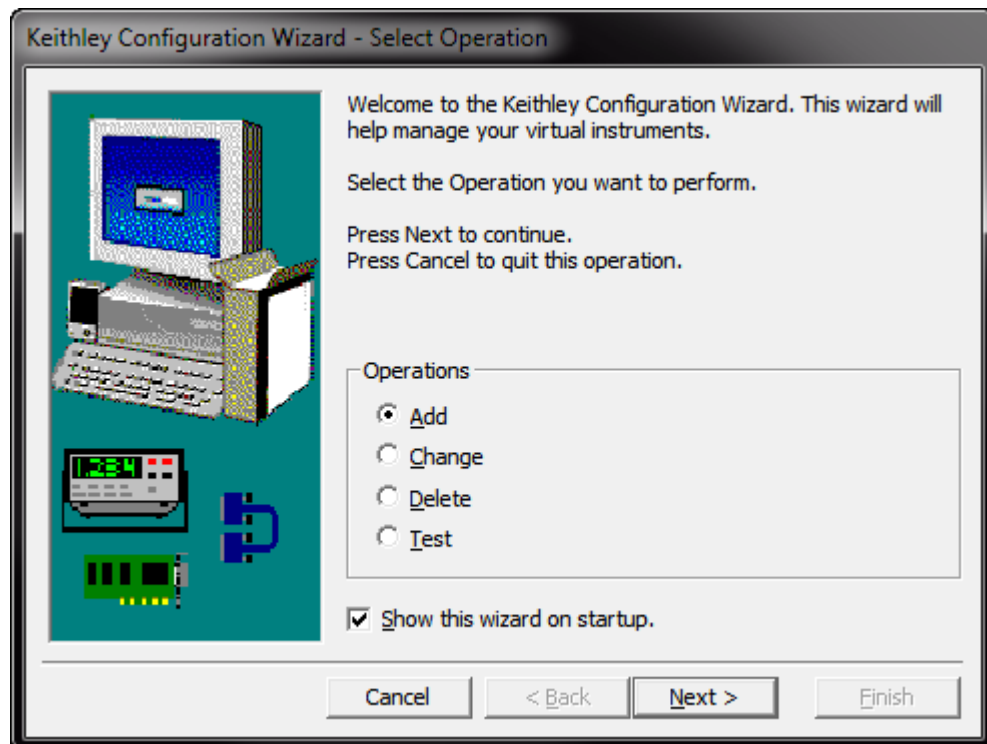 Keithley Configuration Wizard - Select Operation
Welcome to the Keithley Configuration Wizard. This wizard will
help manage your virtual instruments.
Select the Operation you want to perform.
Press Next to continue.
Press Cancel to quit this operation.
1.234
Operations
Add
Change
Delete
Test
Show this wizard on startup.
Cancel
< Back
Next >
Finish